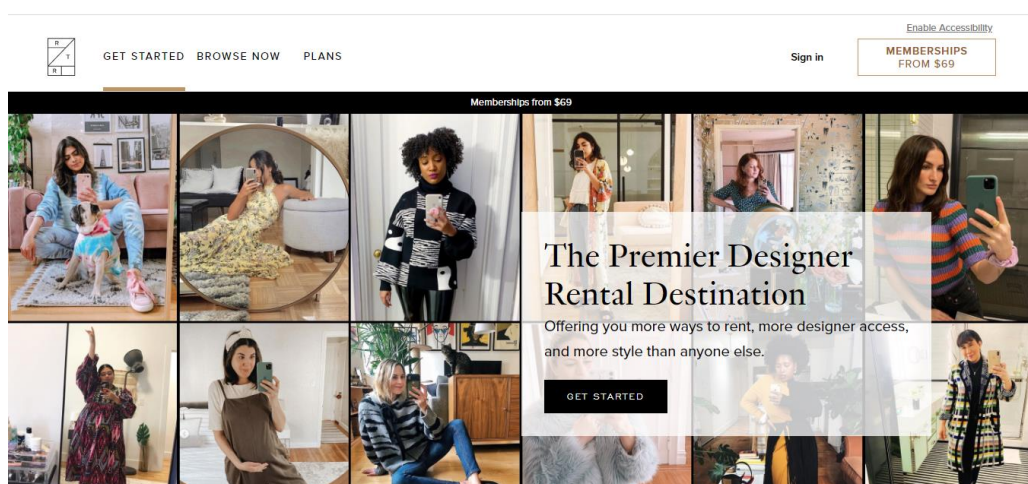 Enable Accessibility
R
T
R
GET STARTED BROWSE NOW PLANS
Sign in
MEMBERSHIPS
FROM $69
Memberships from $69
The Premier Designer
Rental Destination
Offering you more ways to rent, more designer access,
and more style than anyone else.
GET STARTED